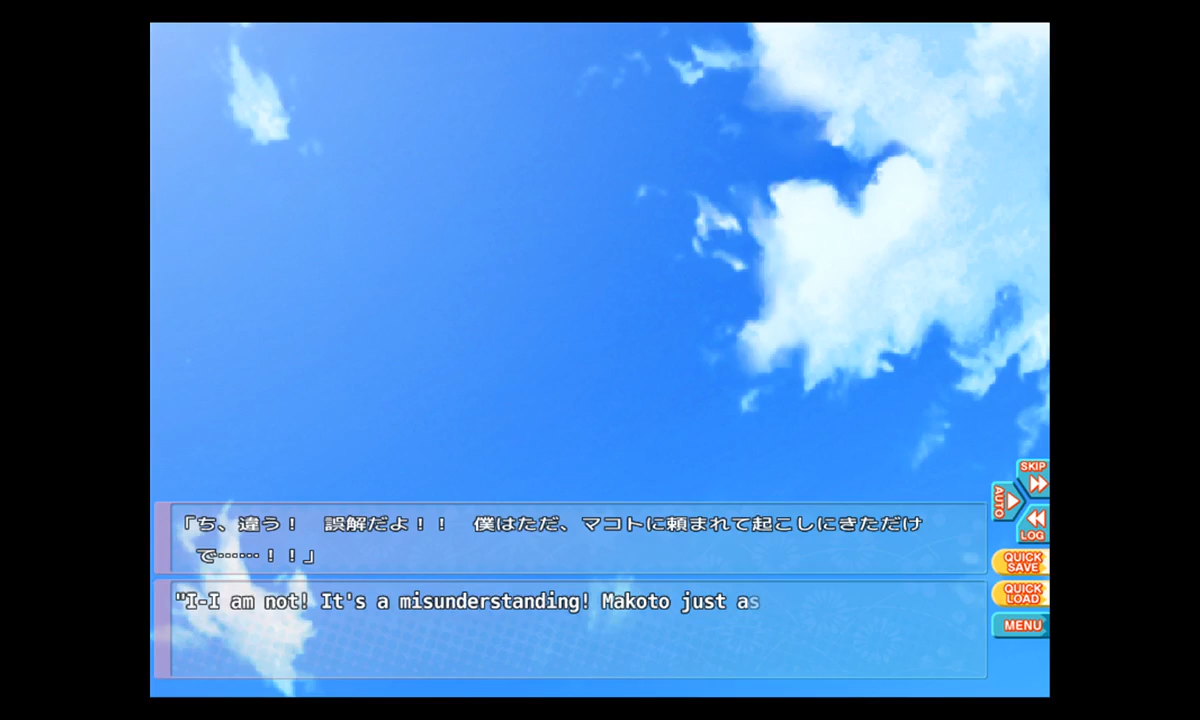 「ち、違う！　誤解だよ！！　僕はただ、マコトに頼まれて起こしにきただけ
で……！！」
"I-I am not! It's a misunderstanding! Makoto just as
SKIP
AUTO
LOG
QUICK
SAVE
QUICK
LOAD
MENU